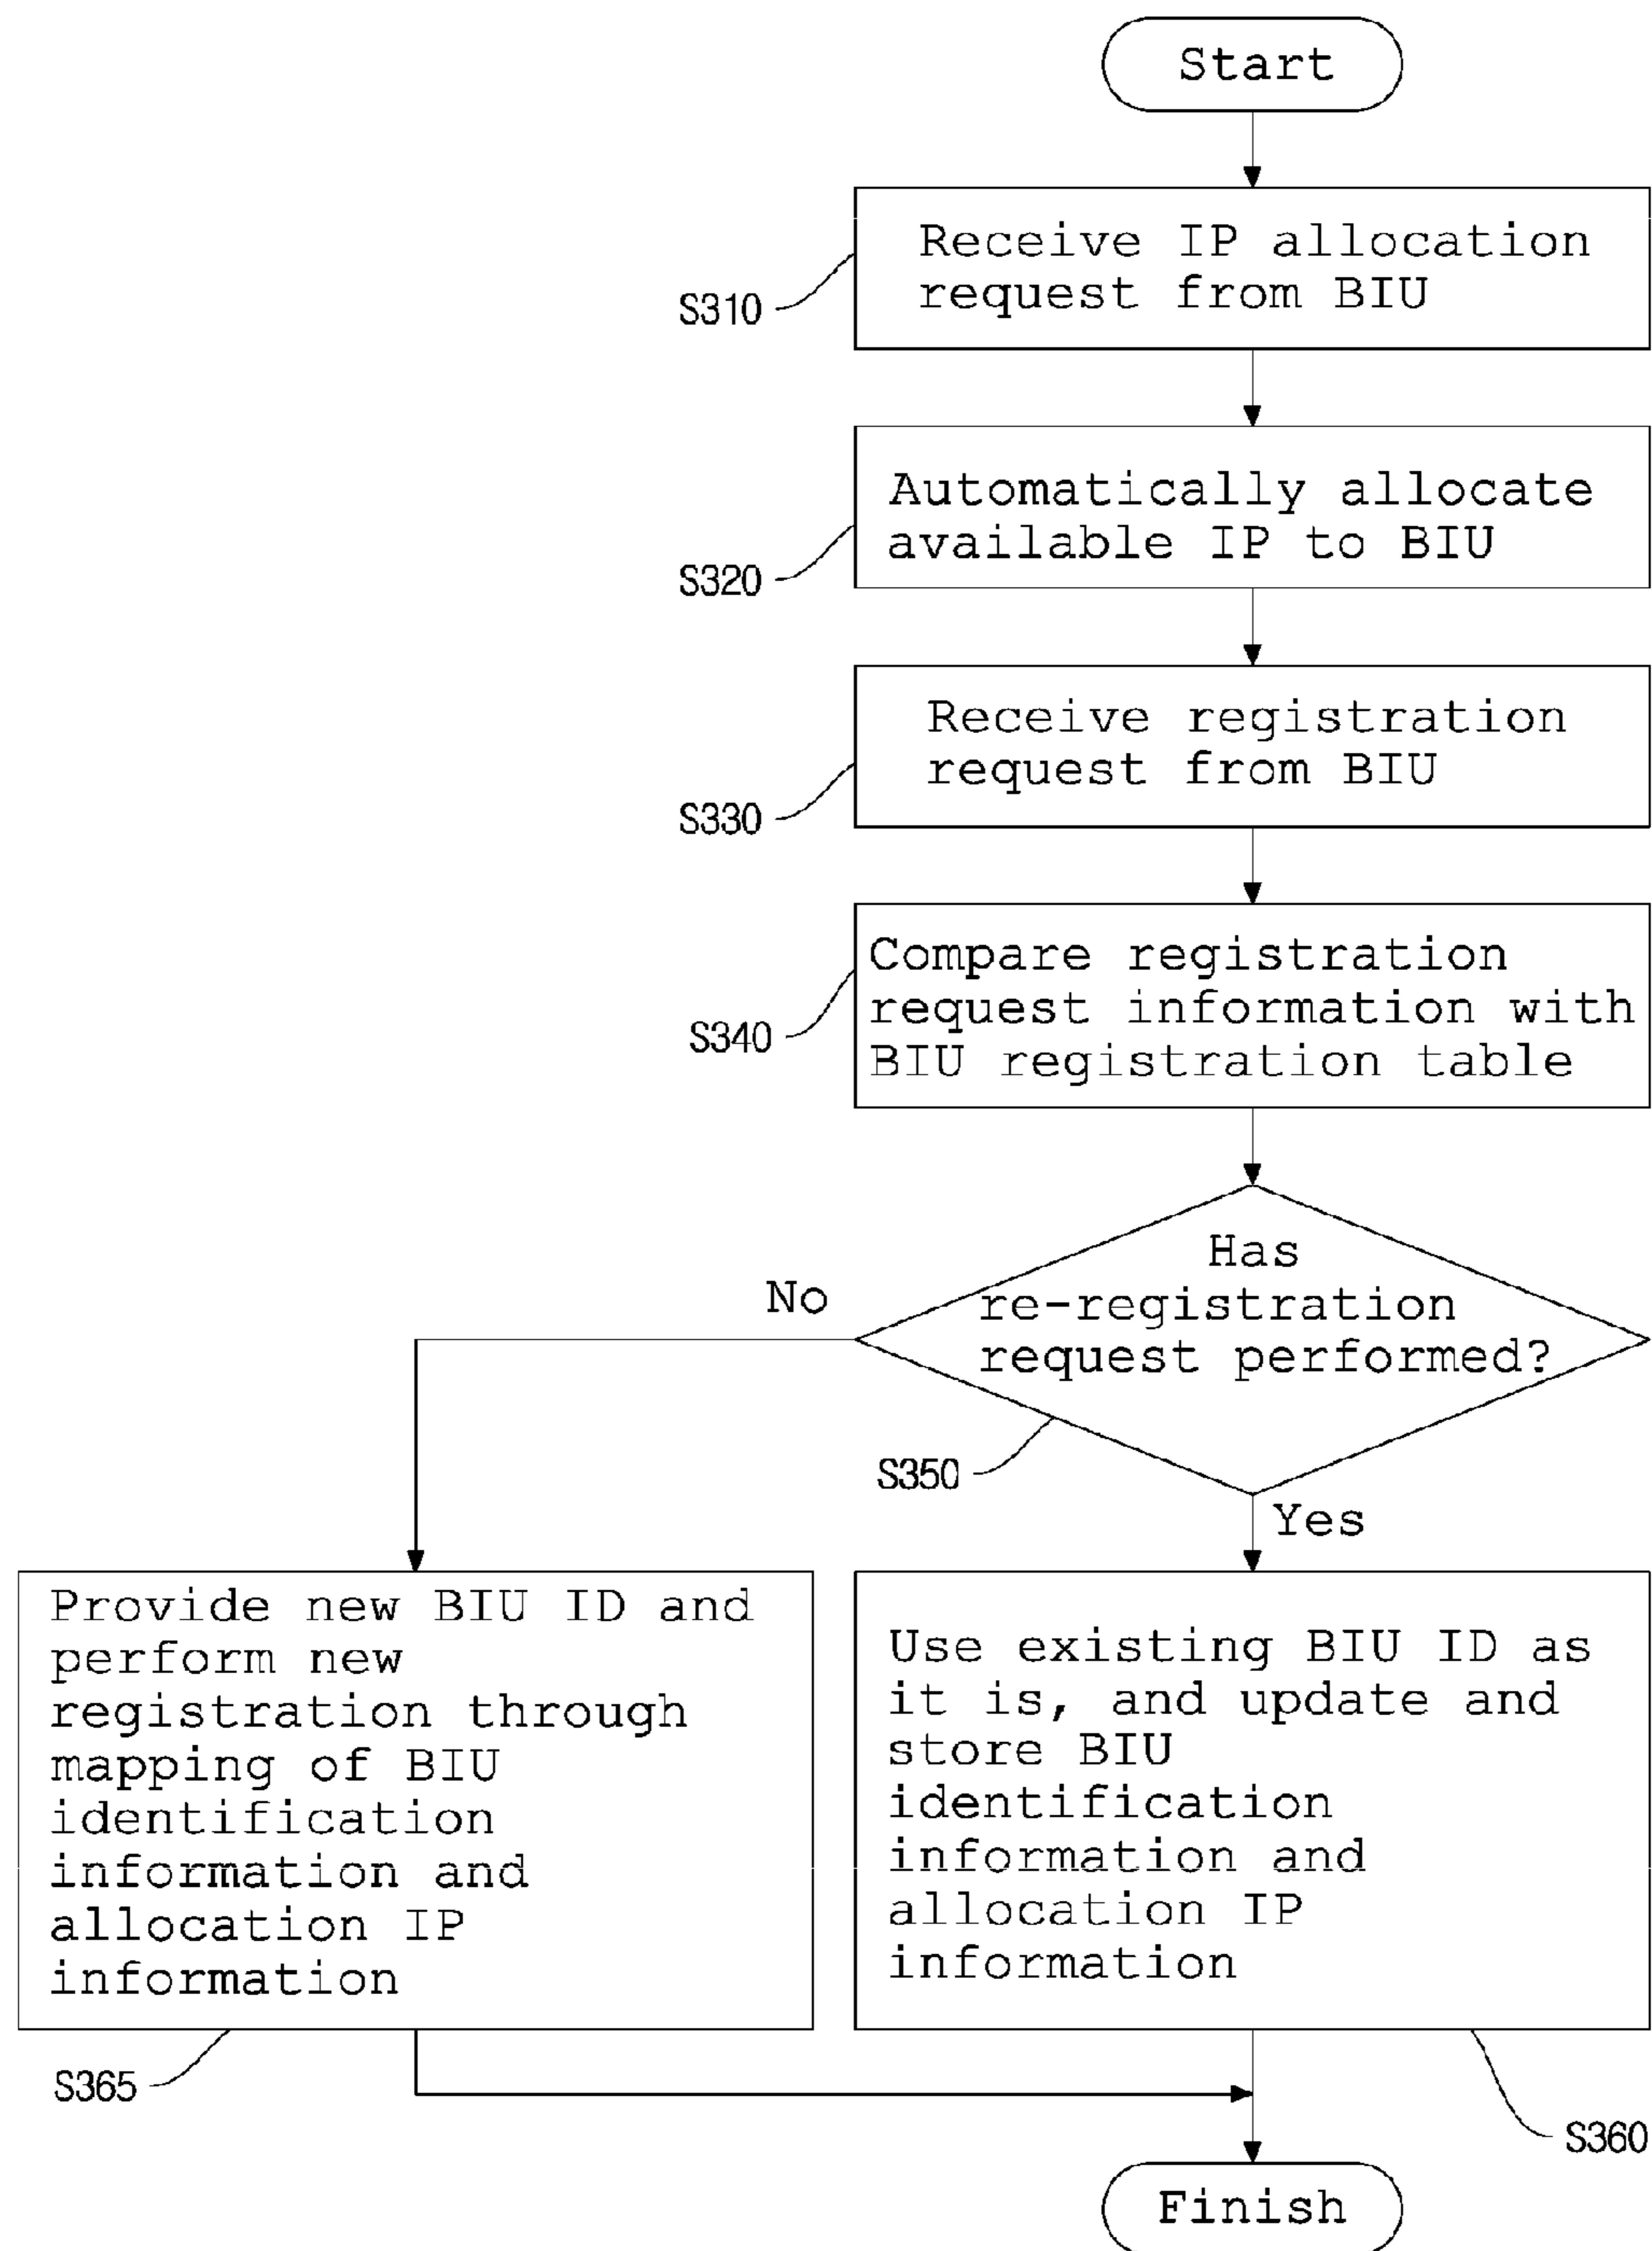 Start
Receive IP allocation
request from BIU
S310
Automatically allocate
available IP to BIU
S320
Receive registration
request from BIU
S330
Compare registration
request information with
BIU registration table
S340
Has
re-registration
request performed?
No
S350
Yes
Provide new BIU ID and
perform new
registration through
mapping of BIU
identification
information and
allocation IP
information
S365
Use existing BIU ID as
it is, and update and
store BIU
identification
information and
allocation IP
information
S360
Finish